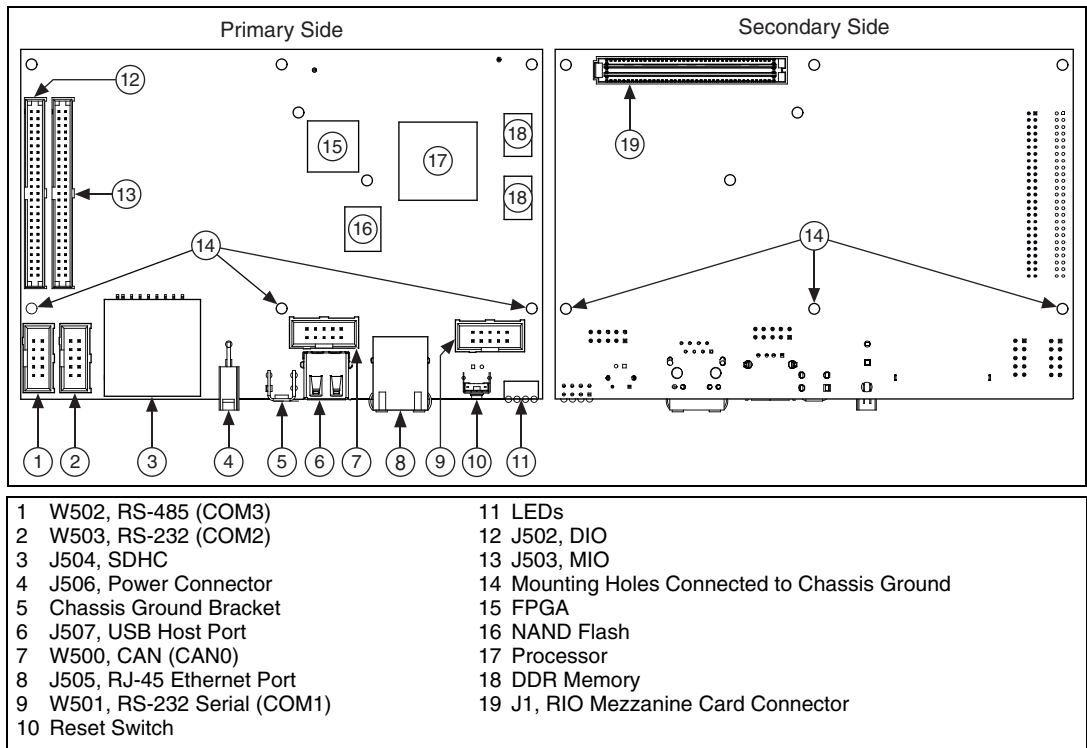 Primary Side
Secondary Side
12
13
14
15
16
17
18
18
19
14
1
2
3
4
5
6
7
8
9
10
11
1 W502, RS-485 (COM3)
2 W503, RS-232 (COM2)
3 J504, SDHC
4 J506, Power Connector
5 Chassis Ground Bracket
6 J507, USB Host Port
7 W500, CAN (CAN0)
8 J505, RJ-45 Ethernet Port
9 W501, RS-232 Serial (COM1)
10 Reset Switch
11 LEDs
12 J502, DIO
13 J503, MIO
14 Mounting Holes Connected to Chassis Ground
15 FPGA
16 NAND Flash
17 Processor
18 DDR Memory
19 J1, RIO Mezzanine Card Connector